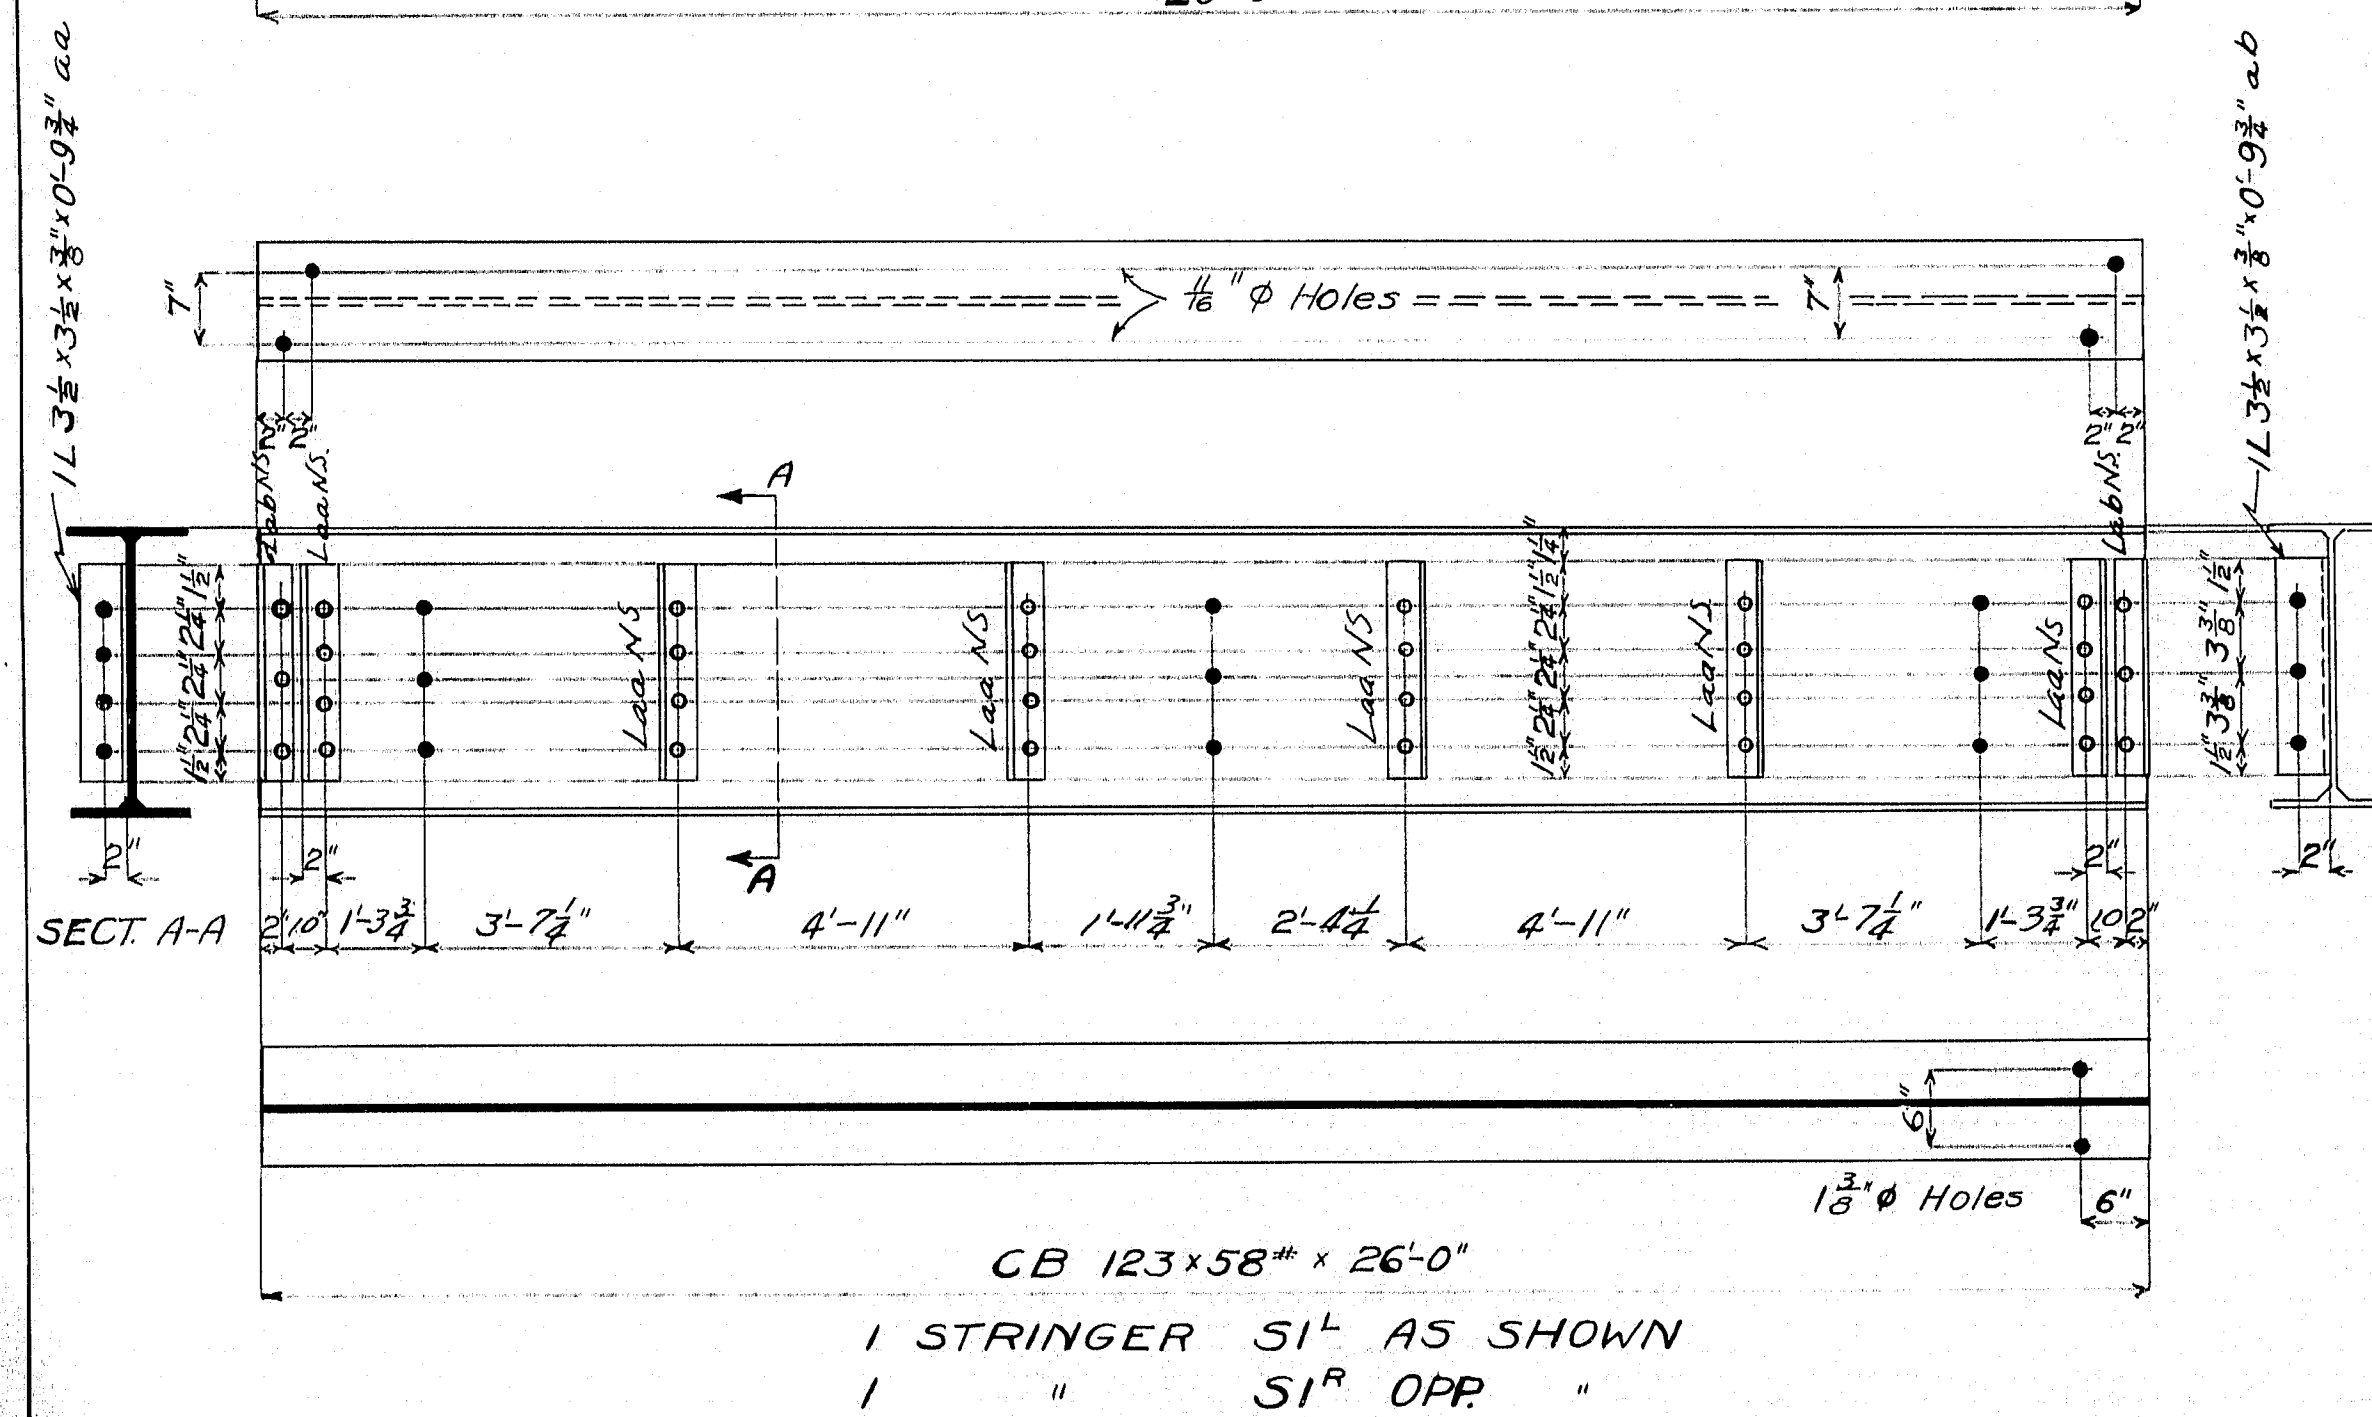 1L 3½ x 3½ x ⅜" x 0'-9¾" aa
1L 3½ x 3½ x ⅜" x 0'-9¾" ab
7"
11/16 " φ Holes
7"
2" 2"
2" 2"
LabNS
LaaNS.
A
LabNS.
1½" 2¼" 2¼" 2¼" 1½"
Laa NS
Laa NS
Laa NS
1½" 2¼" 2¼" 2¼" 1½" 1¼"
Laa NS
Laa NS
1½" 3⅜" 3⅜" 1½"
2"
2"
A
2"
2"
SECT. A-A
2" 10" 1'-3¾ 3'-7¼" 4'-11" 1'-11¾" 2'-4¼ 4'-11" 3'-7¼" 1'-3¾" 10 2"
6"
1⅜" φ Holes
6"
CB 123 x 58# x 26'-0"
1 STRINGER S1ᴸ AS SHOWN
1 " S1ᴿ OPP. "